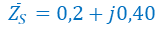 Z̄_S = 0,2 + j0,40